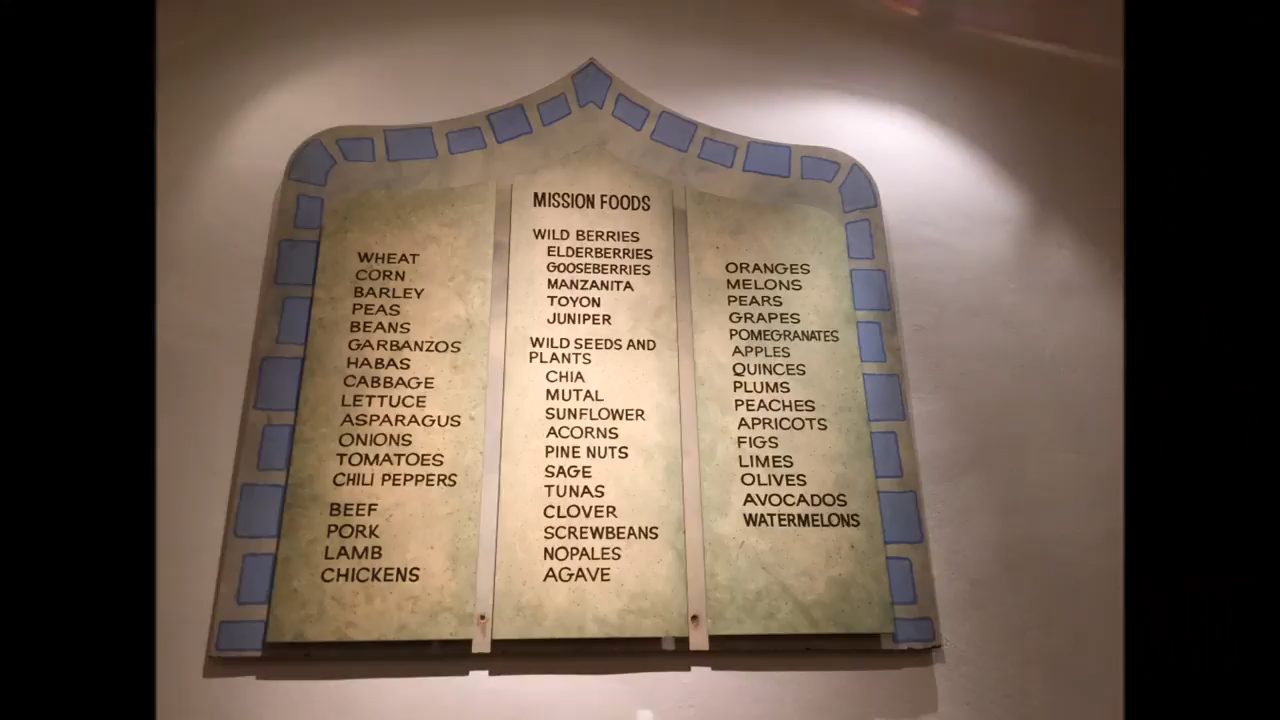 WHEAT
CORN
BARLEY
PEAS
BEANS
GARBANZOS
HABAS
CABBAGE
LETTUCE
ASPARAGUS
ONIONS
TOMATOES
CHILI PEPPERS
BEEF
PORK
LAMB
CHICKENS
MISSION FOODS
WILD BERRIES
ELDERBERRIES
GOOSEBERRIES
MANZANITA
TOYON
JUNIPER
WILD SEEDS AND
PLANTS
CHIA
MUTAL
SUNFLOWER
ACORNS
PINE NUTS
SAGE
TUNAS
CLOVER
SCREWBEANS
NOPALES
AGAVE
ORANGES
MELONS
PEARS
GRAPES
POMEGRANATES
APPLES
QUINCES
PLUMS
PEACHES
APRICOTS
FIGS
LIMES
OLIVES
AVOCADOS
WATERMELONS